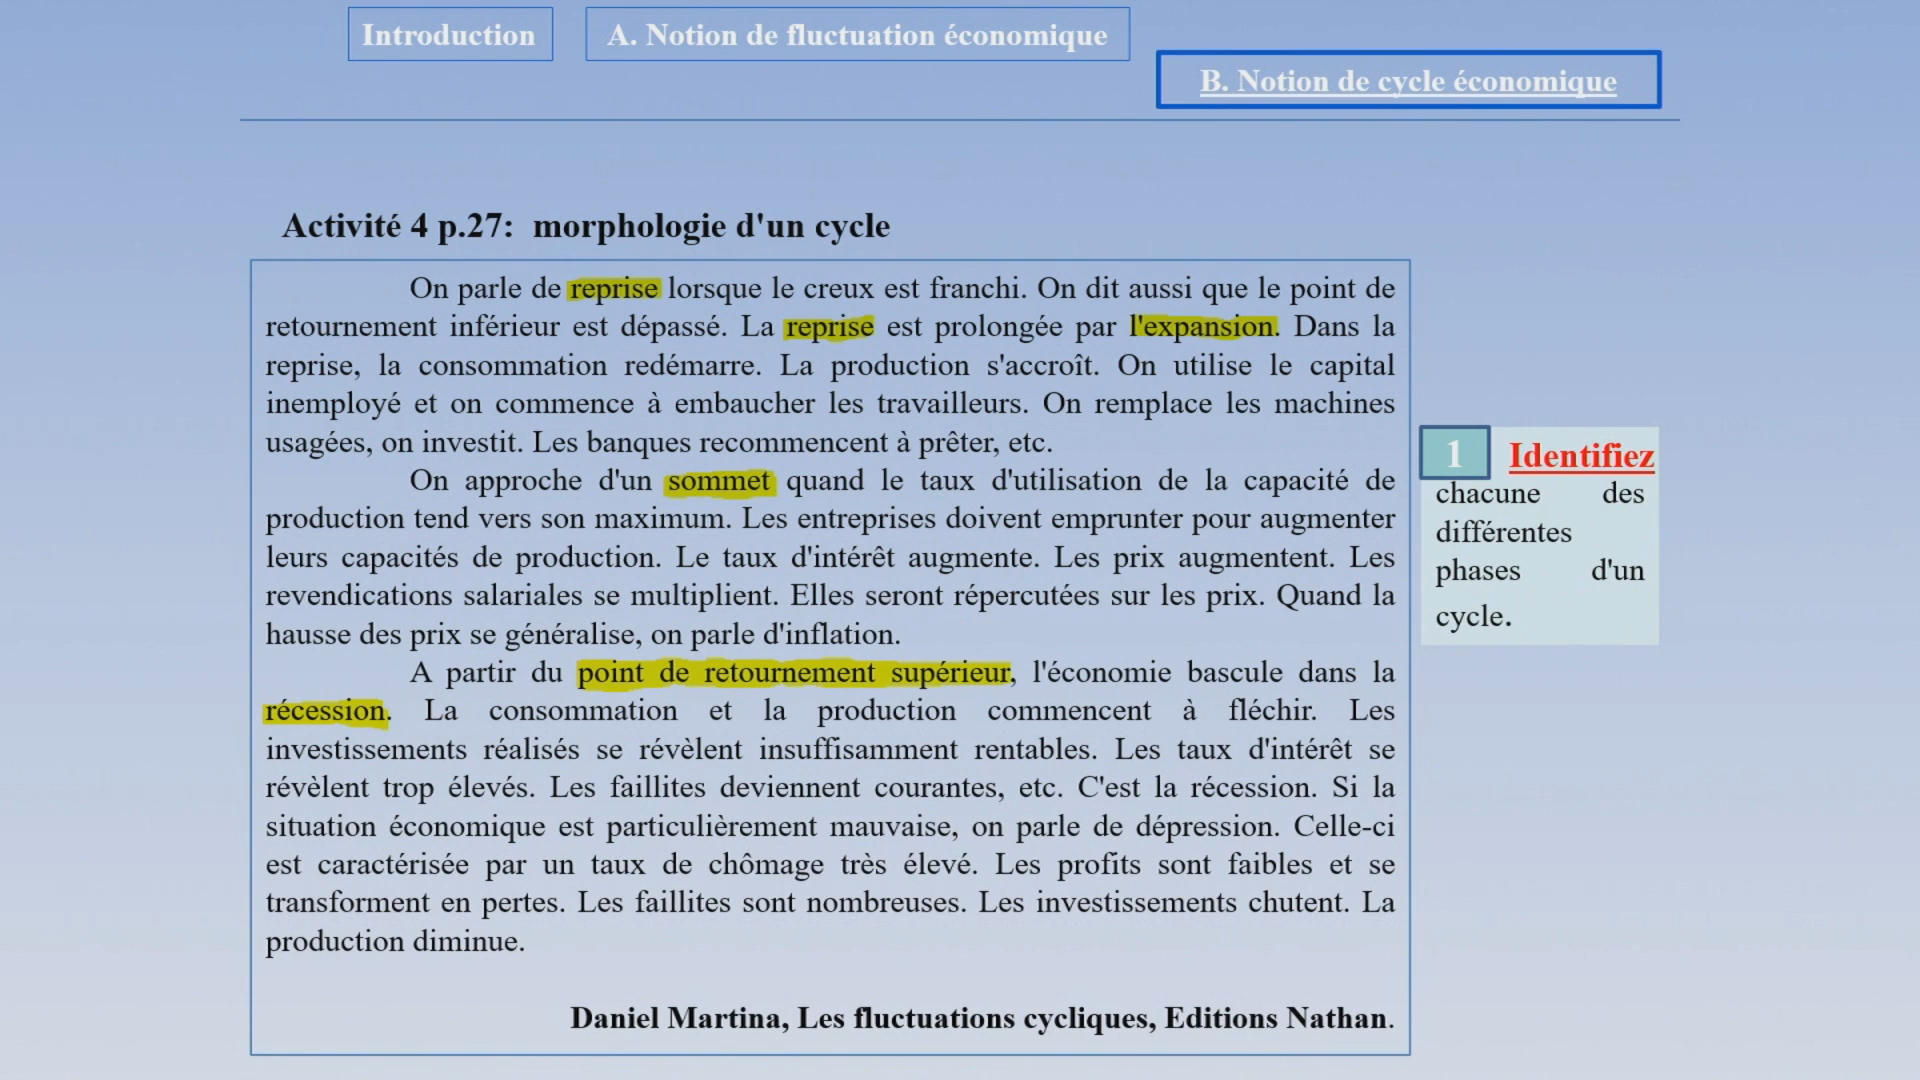 Introduction
A. Notion de fluctuation économique
B. Notion de cycle économique
Activité 4 p.27: morphologie d'un cycle
On parle de reprise lorsque le creux est franchi. On dit aussi que le point de
retournement inférieur est dépassé. La reprise est prolongée par l'expansion. Dans la
reprise, la consommation redémarre. La production s'accroît. On utilise le capital
inemployé et on commence à embaucher les travailleurs. On remplace les machines
usagées, on investit. Les banques recommencent à prêter, etc.
On approche d'un sommet quand le taux d'utilisation de la capacité de
production tend vers son maximum. Les entreprises doivent emprunter pour augmenter
leurs capacités de production. Le taux d'intérêt augmente. Les prix augmentent. Les
revendications salariales se multiplient. Elles seront répercutées sur les prix. Quand la
hausse des prix se généralise, on parle d'inflation.
A partir du point de retournement supérieur, l'économie bascule dans la
récession. La consommation et la production commencent à fléchir. Les
investissements réalisés se révèlent insuffisamment rentables. Les taux d'intérêt se
révèlent trop élevés. Les faillites deviennent courantes, etc. C'est la récession. Si la
situation économique est particulièrement mauvaise, on parle de dépression. Celle-ci
est caractérisée par un taux de chômage très élevé. Les profits sont faibles et se
transforment en pertes. Les faillites sont nombreuses. Les investissements chutent. La
production diminue.
Daniel Martina, Les fluctuations cycliques, Editions Nathan.
1 Identifiez
chacune des
différentes
phases d'un
cycle.